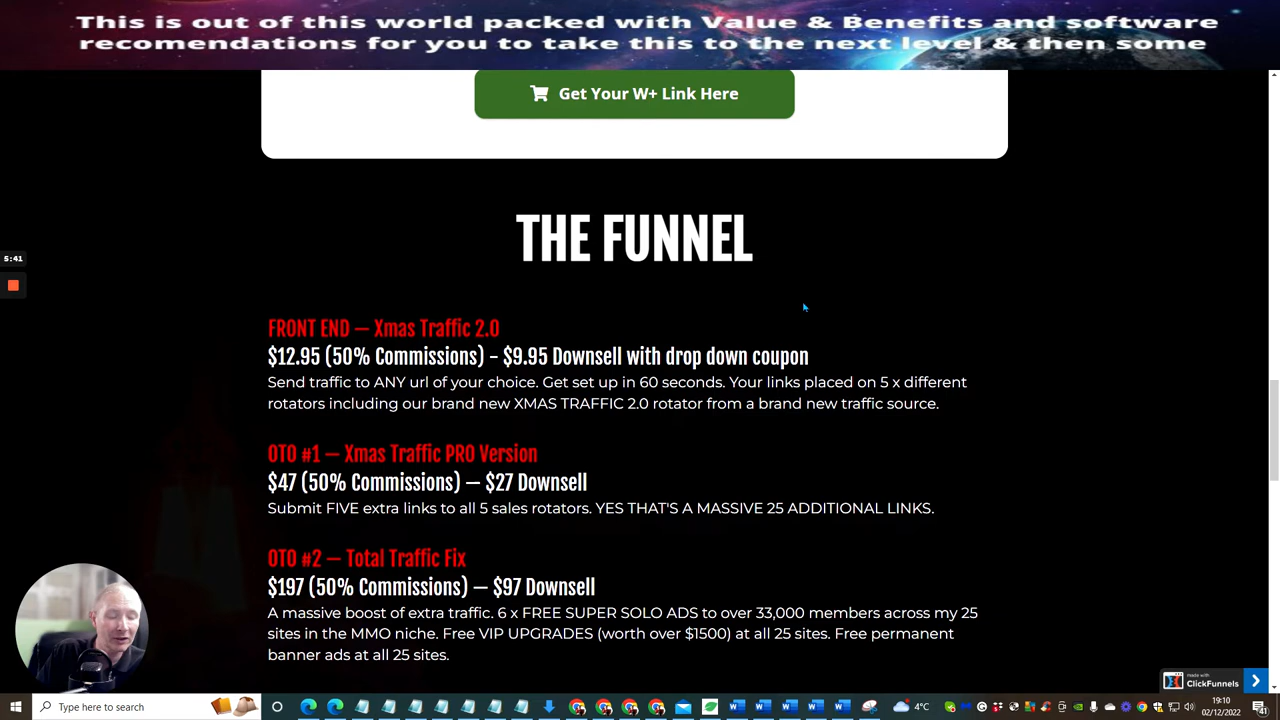 This is out of this world packed with Value & Benefits and software
recomendations for you to take this to the next level & then some
Get Your W+ Link Here
THE FUNNEL
5:41
FRONT END — Xmas Traffic 2.0
$12.95 (50% Commissions) - $9.95 Downsell with drop down coupon
Send traffic to ANY url of your choice. Get set up in 60 seconds. Your links placed on 5 x different
rotators including our brand new XMAS TRAFFIC 2.0 rotator from a brand new traffic source.
OTO #1 — Xmas Traffic PRO Version
$47 (50% Commissions) — $27 Downsell
Submit FIVE extra links to all 5 sales rotators. YES THAT'S A MASSIVE 25 ADDITIONAL LINKS.
OTO #2 — Total Traffic Fix
$197 (50% Commissions) — $97 Downsell
A massive boost of extra traffic. 6 x FREE SUPER SOLO ADS to over 33,000 members across my 25
sites in the MMO niche. Free VIP UPGRADES (worth over $1500) at all 25 sites. Free permanent
banner ads at all 25 sites.
made with
ClickFunnels
Type here to search
4°C
19:10
02/12/2022